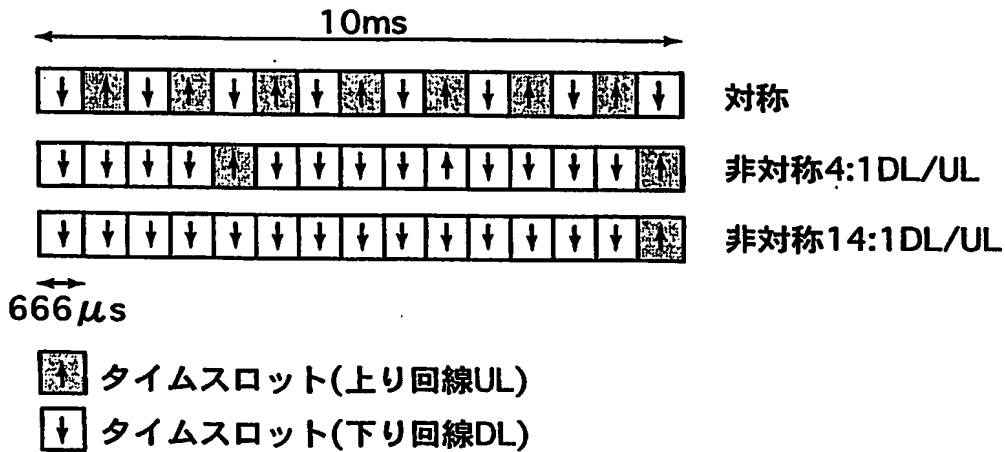 10ms
対称
非対称4:1DL/UL
非対称14:1DL/UL
666μs
タイムスロット(上り回線UL)
タイムスロット(下り回線DL)